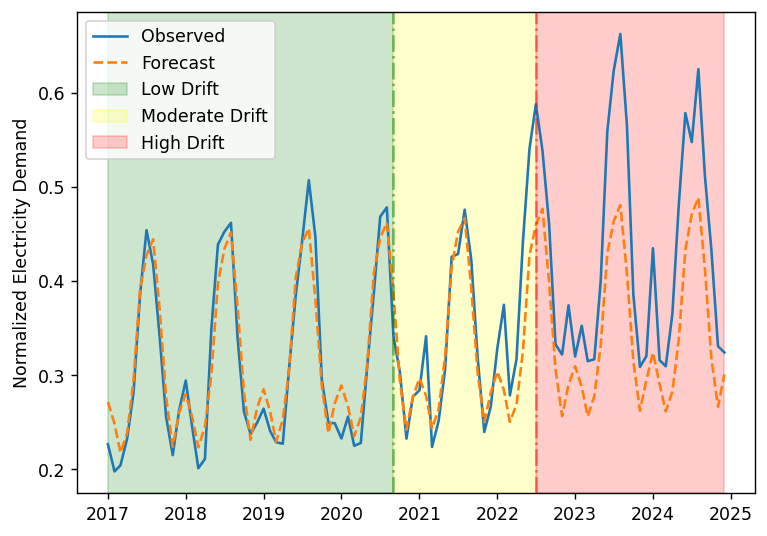 Observed
Forecast
Low Drift
Moderate Drift
High Drift
Normalized Electricity Demand
0.6
0.5
0.4
0.3
0.2
2017 2018 2019 2020 2021 2022 2023 2024 2025